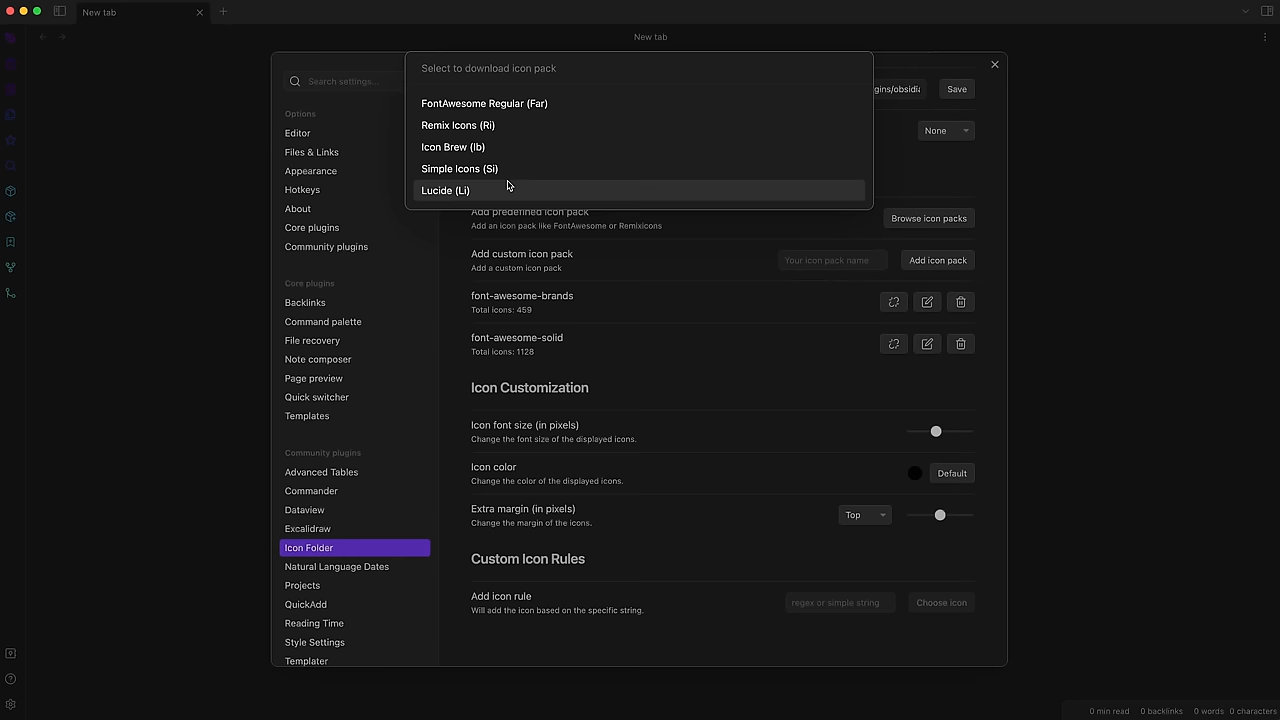 New tab
New tab
Select to download icon pack
FontAwesome Regular (Far)
Remix Icons (Ri)
Icon Brew (Ib)
Simple Icons (Si)
Lucide (Li)
Search settings...
Options
Editor
Files & Links
Appearance
Hotkeys
About
Core plugins
Community plugins
Core plugins
Backlinks
Command palette
File recovery
Note composer
Page preview
Quick switcher
Templates
Community plugins
Advanced Tables
Commander
Dataview
Excalidraw
Icon Folder
Natural Language Dates
Projects
QuickAdd
Reading Time
Style Settings
Templater
gins/obsidi
Save
None
Add predefined icon pack
Add an icon pack like FontAwesome or Remixicons
Browse icon packs
Add custom icon pack
Add a custom icon pack
Your icon pack name
Add icon pack
font-awesome-brands
Total icons: 459
font-awesome-solid
Total icons: 1128
Icon Customization
Icon font size (in pixels)
Change the font size of the displayed icons.
Icon color
Change the color of the displayed icons.
Default
Extra margin (in pixels)
Change the margin of the icons.
Top
Custom Icon Rules
Add icon rule
Will add the icon based on the specific string.
regex or simple string
Choose icon
0 min read 0 backlinks 0 words 0 characters